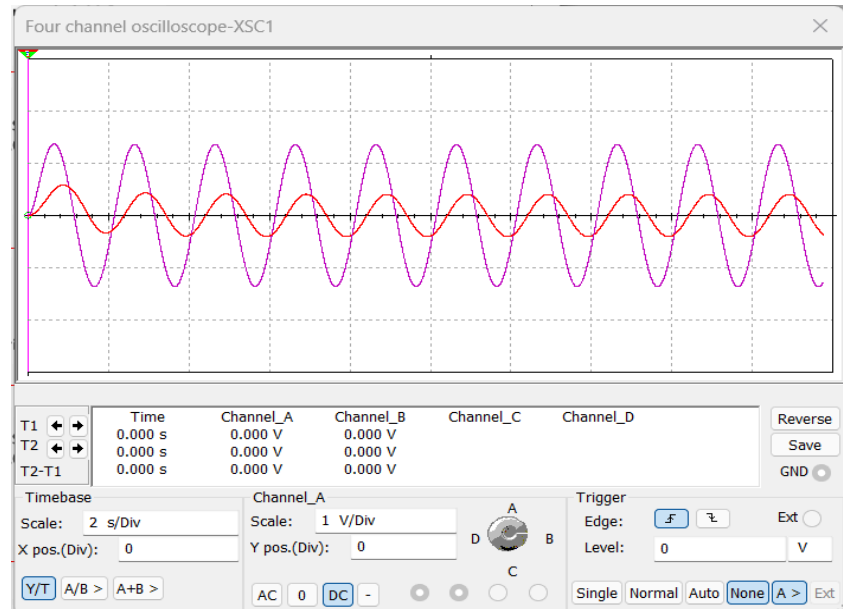 Four channel oscilloscope-XSC1
Time Channel_A Channel_B Channel_C Channel_D
T1 0.000 s 0.000 V 0.000 V
T2 0.000 s 0.000 V 0.000 V
T2-T1 0.000 s 0.000 V 0.000 V
Reverse
Save
GND
Timebase
Scale: 2 s/Div
X pos.(Div): 0
Y/T A/B > A+B >
Channel_A
Scale: 1 V/Div
Y pos.(Div): 0
AC 0 DC -
A
D B
C
Trigger
Edge: Ext
Level: 0 V
Single Normal Auto None A > Ext